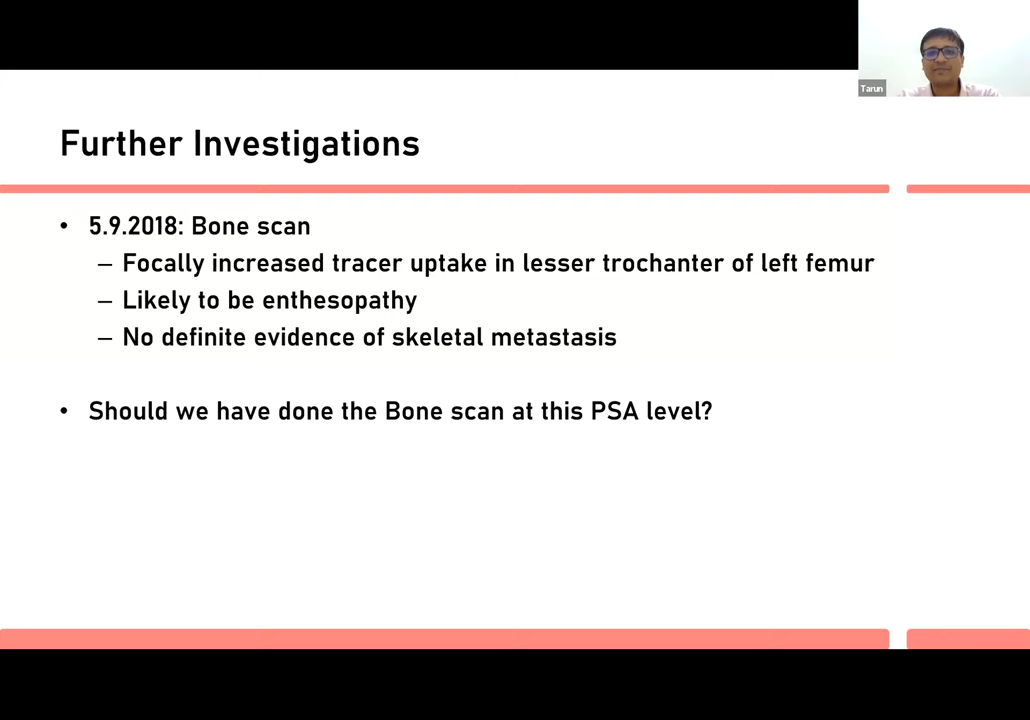 Tarun
Further Investigations
• 5.9.2018: Bone scan
– Focally increased tracer uptake in lesser trochanter of left femur
– Likely to be enthesopathy
– No definite evidence of skeletal metastasis
• Should we have done the Bone scan at this PSA level?